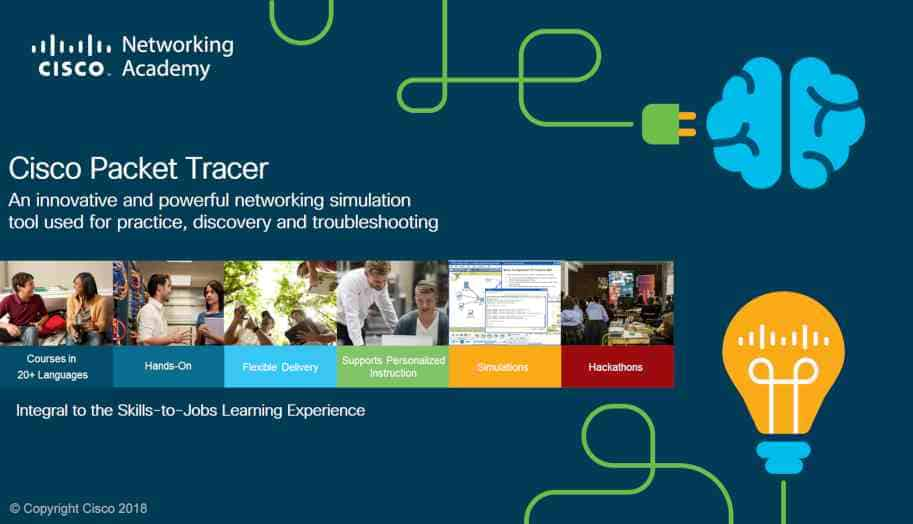 Networking
CISCO Academy
Cisco Packet Tracer
An innovative and powerful networking simulation
tool used for practice, discovery and troubleshooting
Courses in
20+ Languages
Hands-On
Flexible Delivery
Supports Personalized
Instruction
Simulations
Hackathons
Integral to the Skills-to-Jobs Learning Experience
© Copyright Cisco 2018